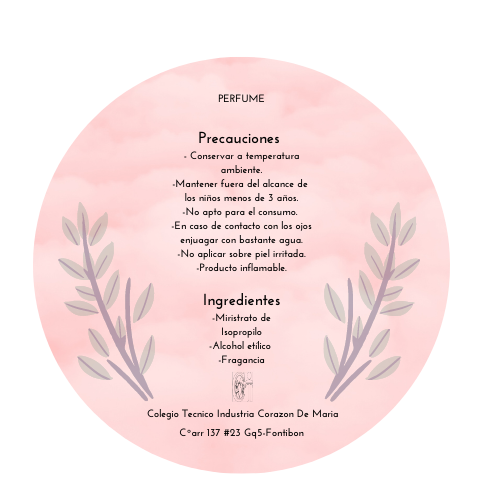 PERFUME
Precauciones
- Conservar a temperatura
ambiente.
-Mantener fuera del alcance de
los niños menos de 3 años.
-No apto para el consumo.
-En caso de contacto con los ojos
enjuagar con bastante agua.
-No aplicar sobre piel irritada.
-Producto inflamable.
Ingredientes
-Miristrato de
Isopropilo
-Alcohol etílico
-Fragancia
Colegio Tecnico Industria Corazon De Maria
C°arr 137 #23 Gq5-Fontibon